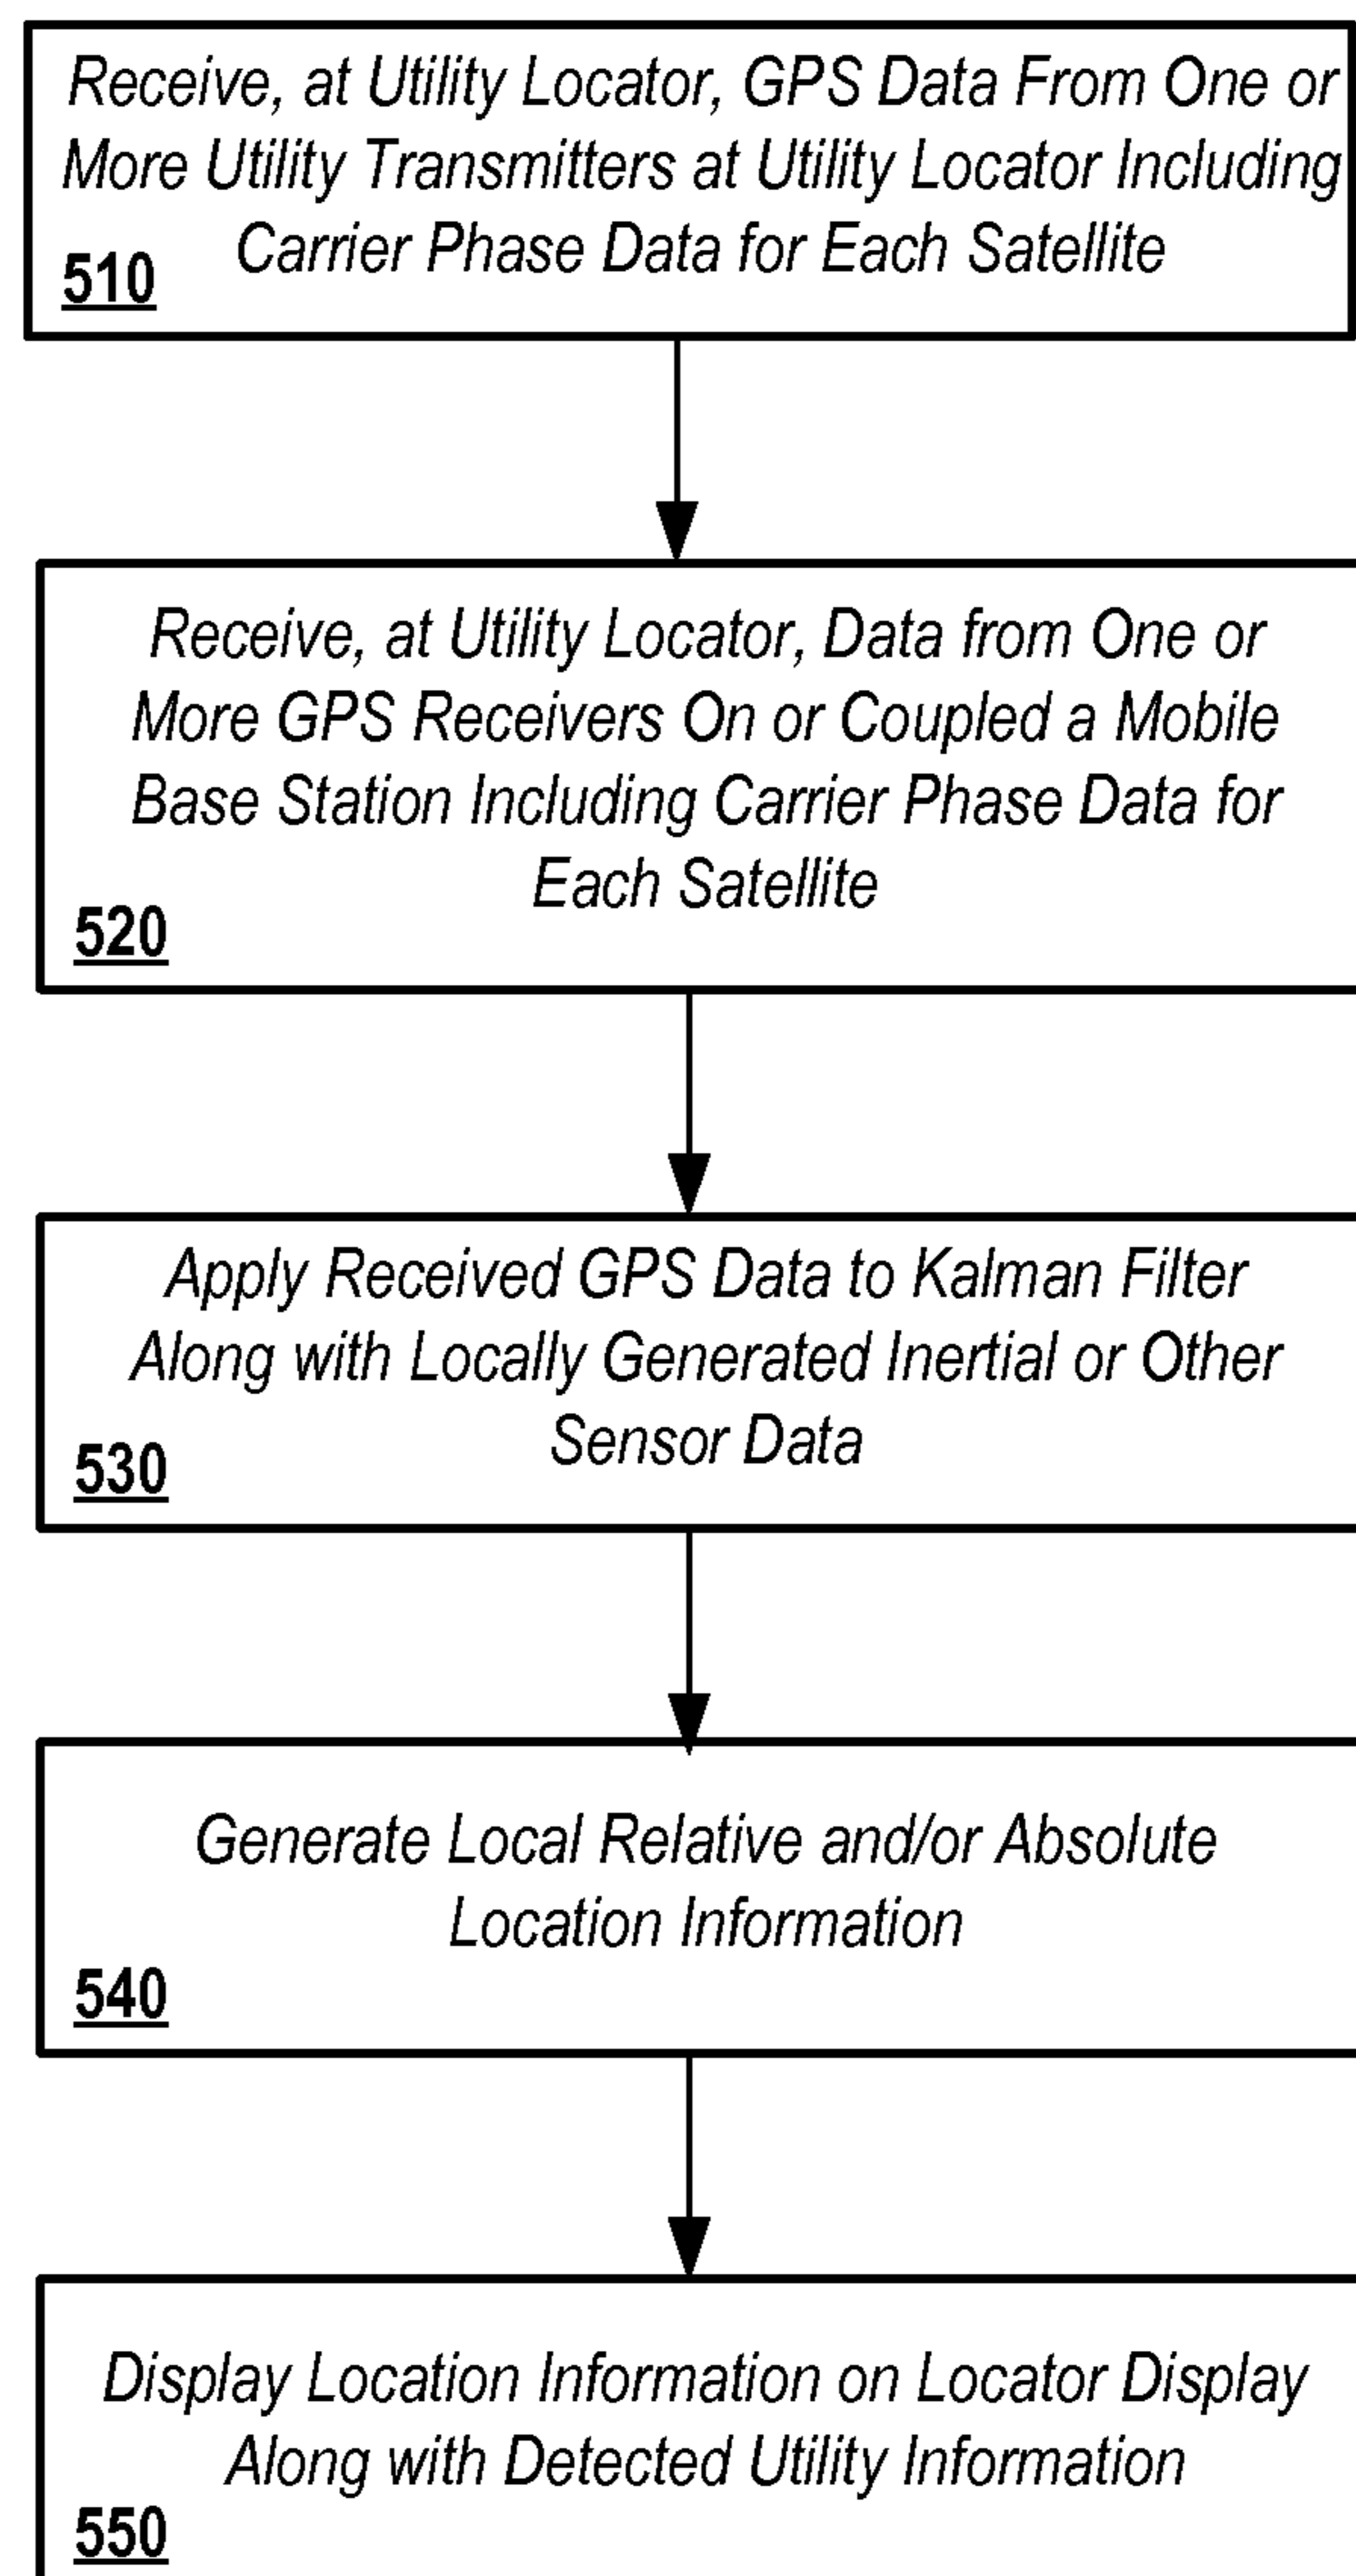 Receive, at Utility Locator, GPS Data From One or
More Utility Transmitters at Utility Locator Including
Carrier Phase Data for Each Satellite
510
Receive, at Utility Locator, Data from One or
More GPS Receivers On or Coupled a Mobile
Base Station Including Carrier Phase Data for
Each Satellite
520
Apply Received GPS Data to Kalman Filter
Along with Locally Generated Inertial or Other
Sensor Data
530
Generate Local Relative and/or Absolute
Location Information
540
Display Location Information on Locator Display
Along with Detected Utility Information
550